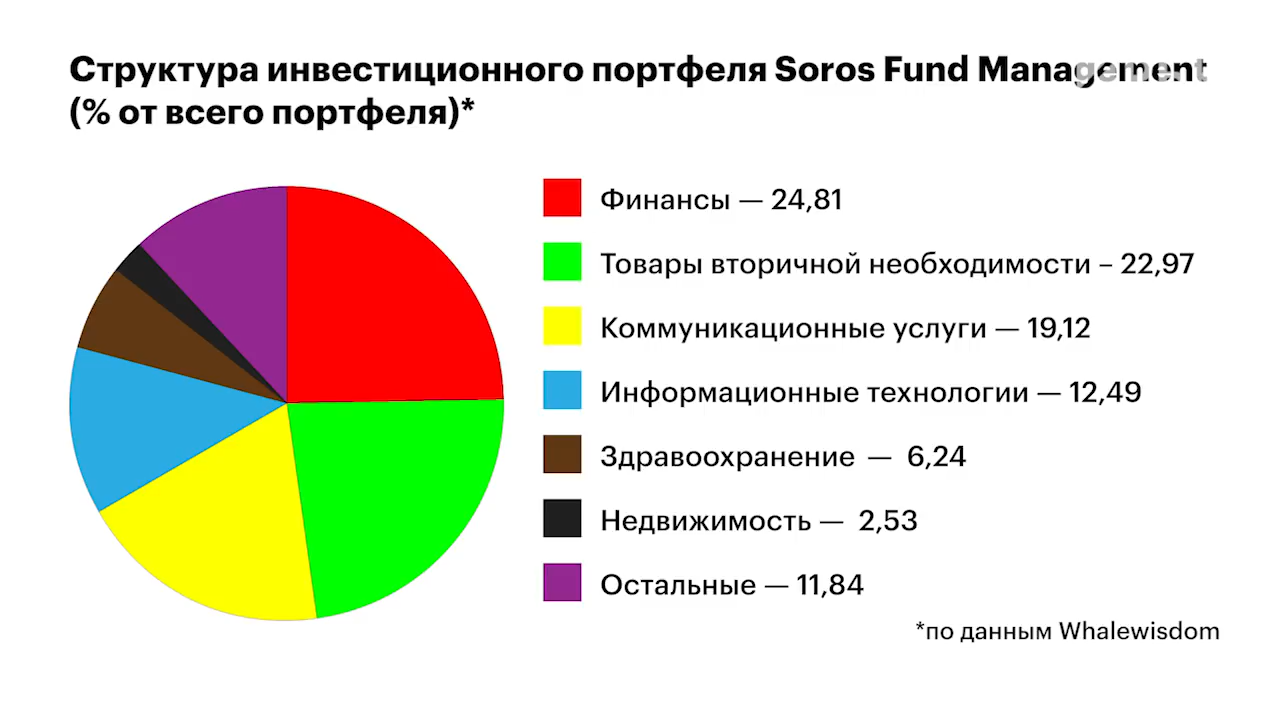 Структура инвестиционного портфеля Soros Fund Management
(% от всего портфеля)*
Финансы — 24,81
Товары вторичной необходимости – 22,97
Коммуникационные услуги — 19,12
Информационные технологии — 12,49
Здравоохранение — 6,24
Недвижимость — 2,53
Остальные — 11,84
*по данным Whalewisdom